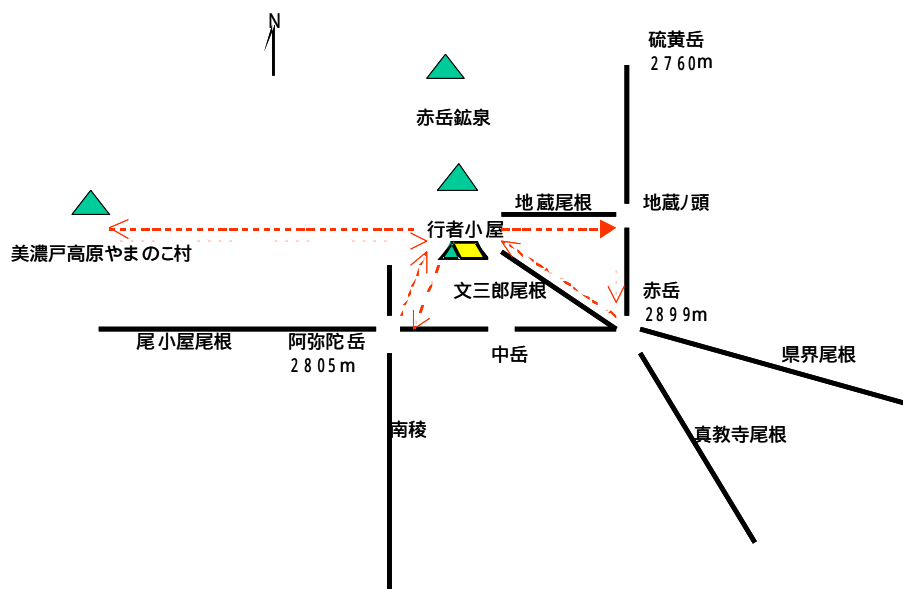 N
硫黄岳
2760m
赤岳鉱泉
地蔵尾根
地蔵ノ頭
行者小屋
美濃戸高原やまのこ村
文三郎尾根
赤岳
2899m
尾小屋尾根
阿弥陀岳
2805m
中岳
県界尾根
南稜
真教寺尾根